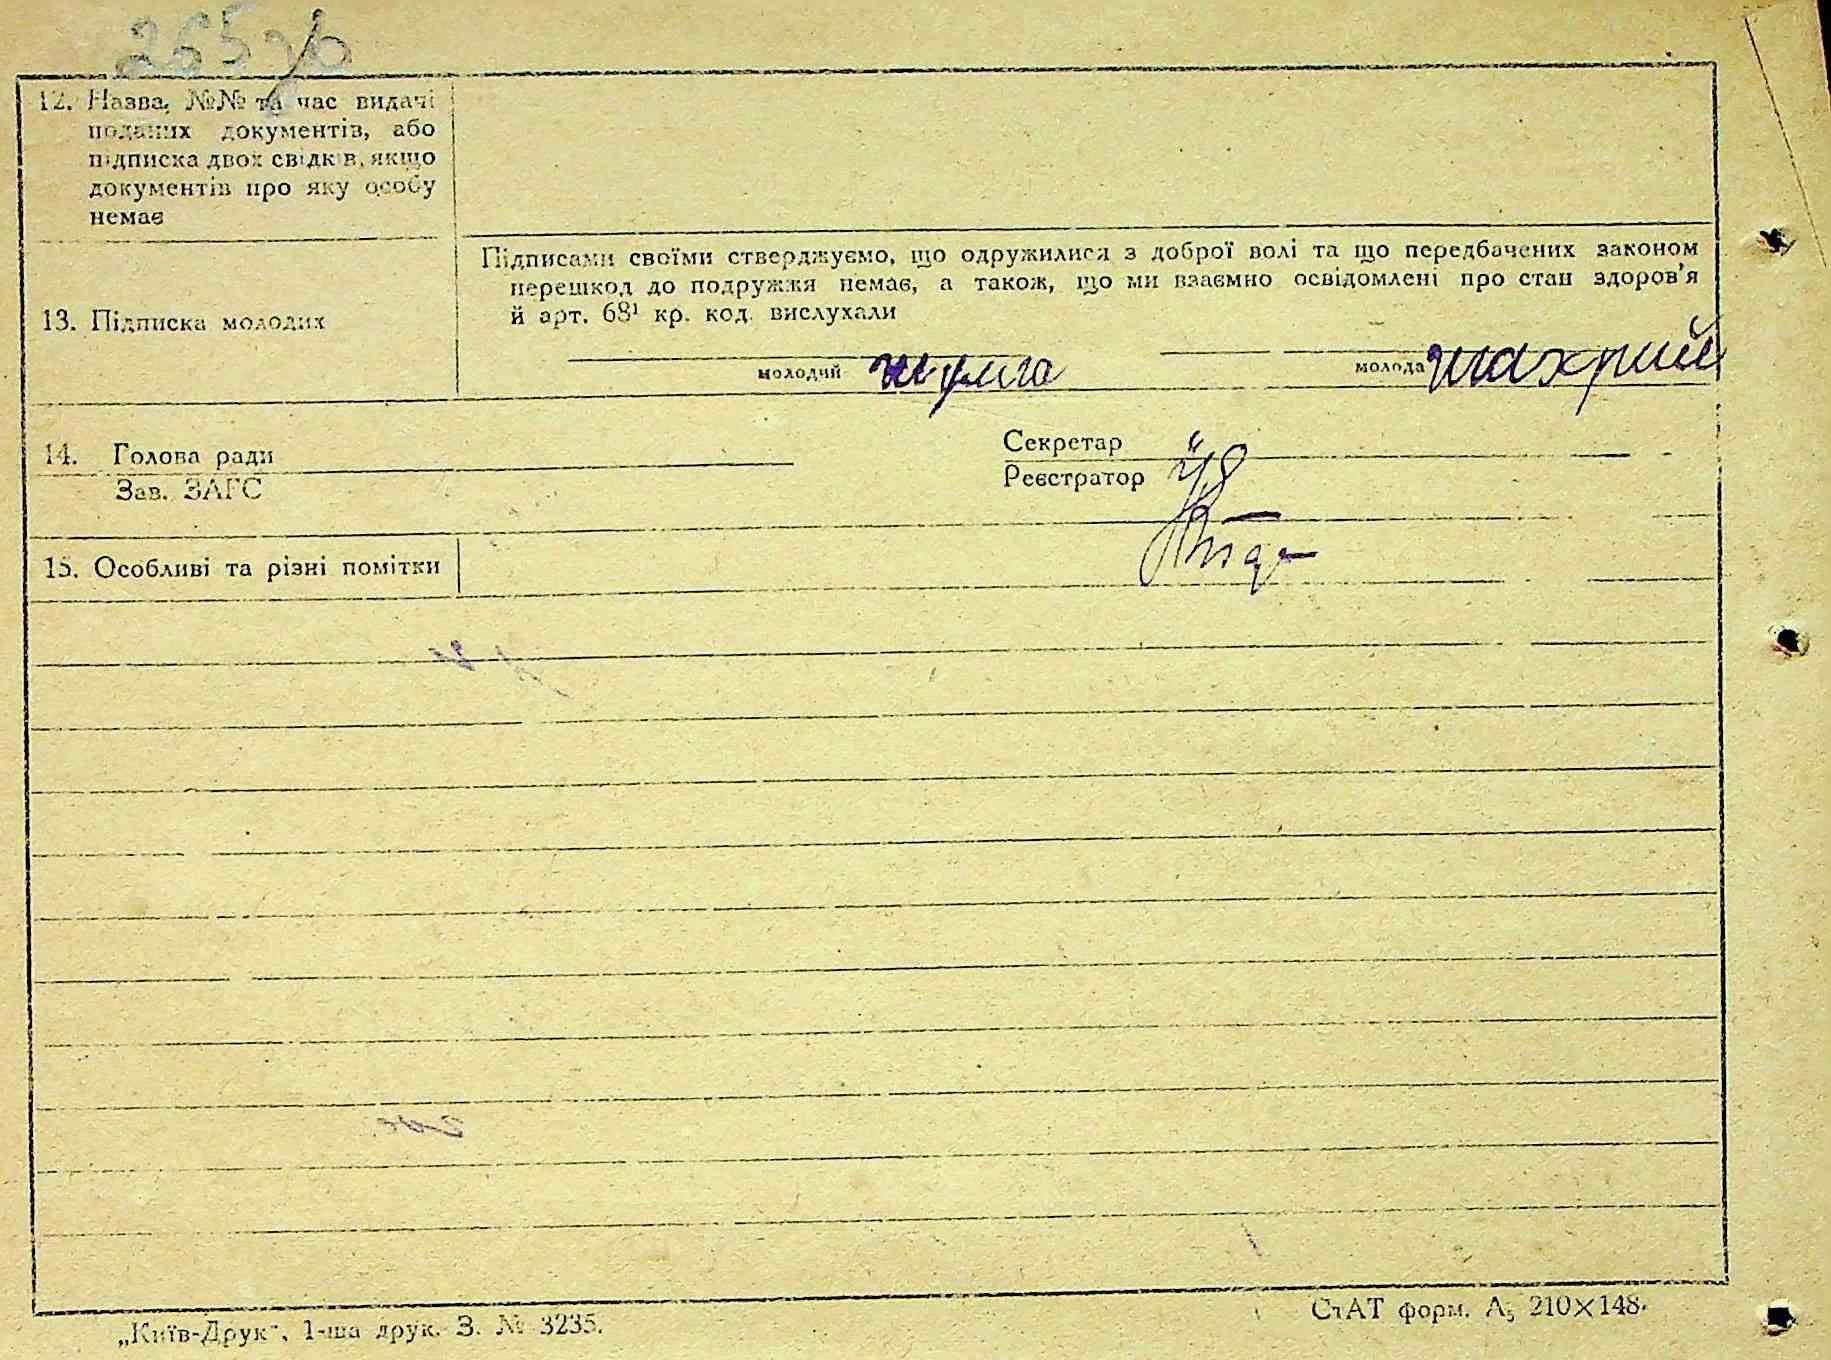 265
12. Назва, №№ та час видачі
поданих документів, або
підписка двох свідків, якщо
документів про яку особу
немає
13. Підписка молодих
Підписами своїми стверджуємо, що одружилися з доброї волі та що передбачених законом
перешкод до подружжя немає, а також, що ми взаємно освідомлені про стан здоров'я
й арт. 68¹ кр. код. вислухали
молодий
молода
14. Голова ради
Зав. ЗАГС
Секретар
Реєстратор
15. Особливі та різні помітки
„Київ-Друк", 1-ша друк. З. № 3235.
СтАТ форм. А₅ 210×148.